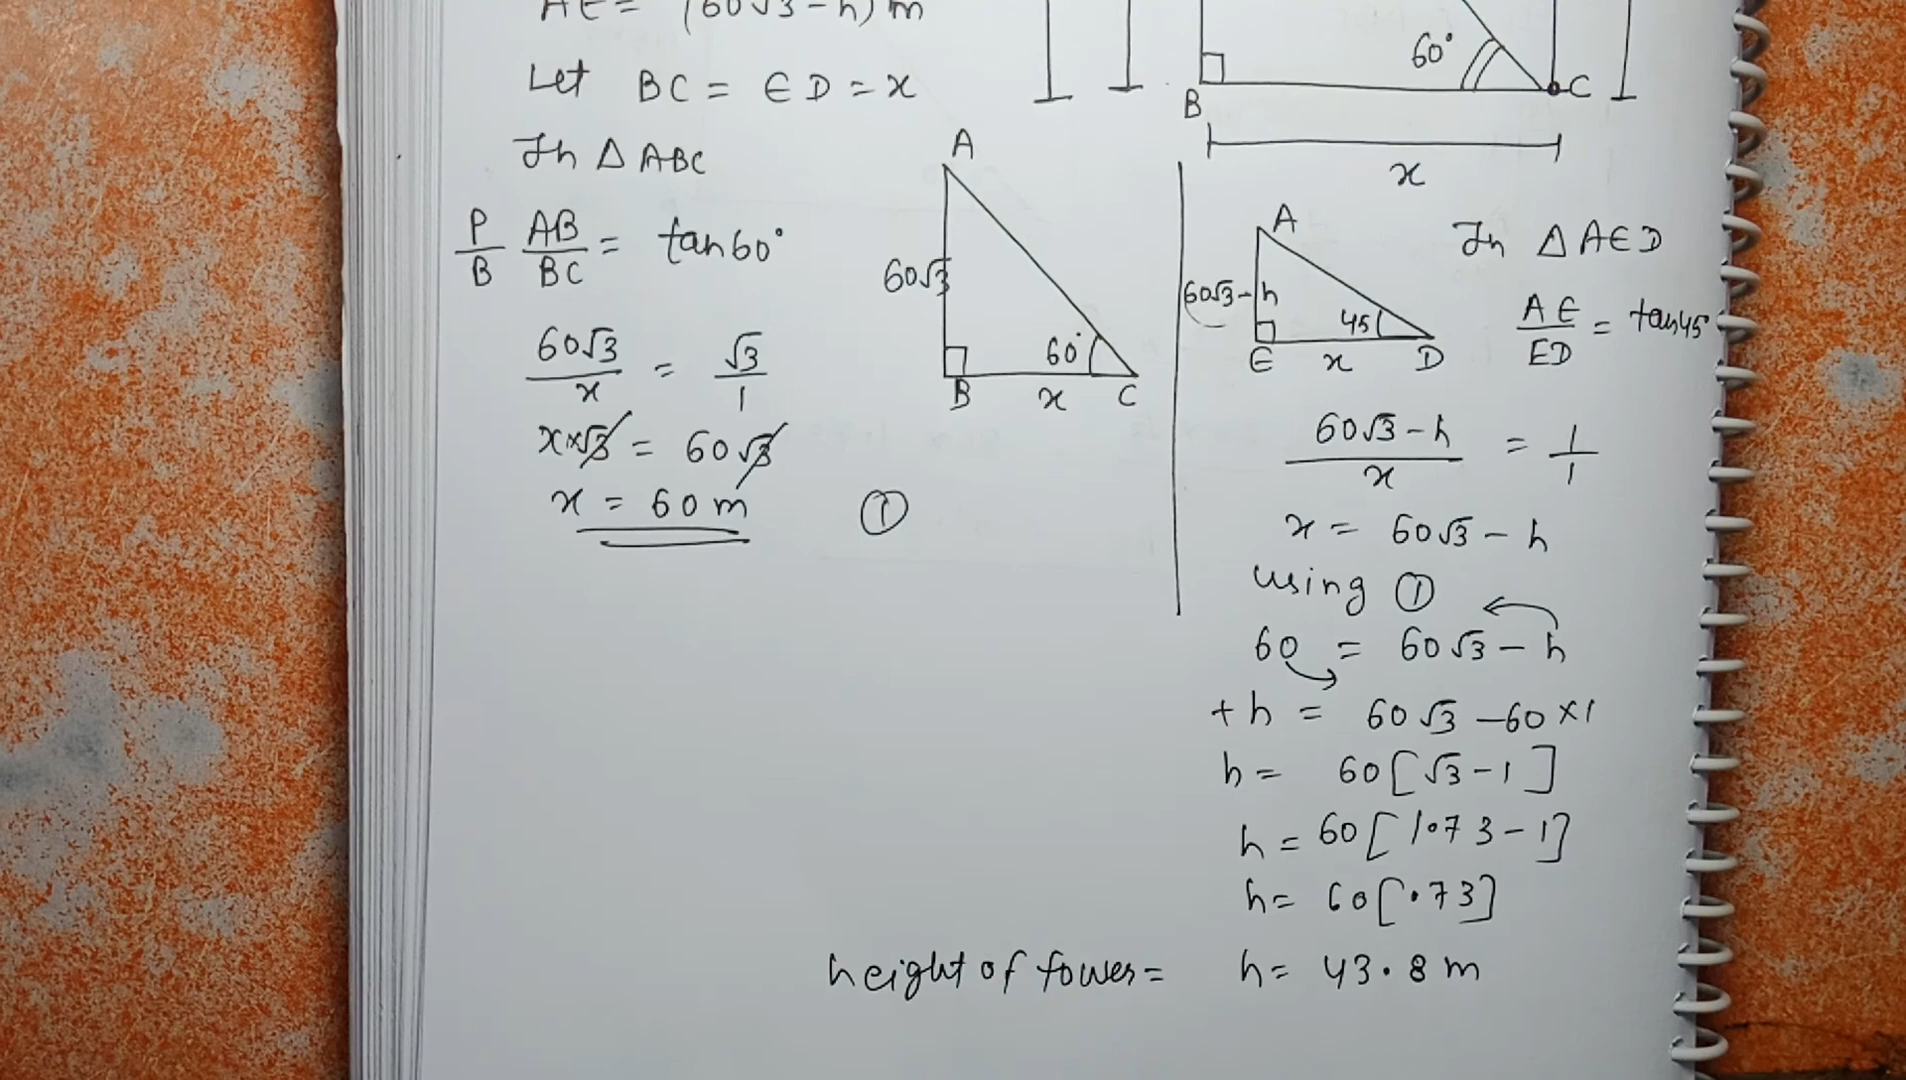 AE = (60√3 - h) m
Let BC = ED = x
In △ ABC
P/B AB/BC = tan 60°
60√3/x = √3/1
x×√3 = 60√3
x = 60 m ①
A
60√3
60°
B x C
60°
B C
x
A
60√3-h
45
E x D
In △ AED
AE/ED = tan45°
60√3-h/x = 1/1
x = 60√3 - h
using ①
60 = 60√3 - h
+h = 60√3 - 60 ×1
h = 60[√3-1]
h = 60[1.73-1]
h = 60[.73]
height of tower = h = 43.8 m